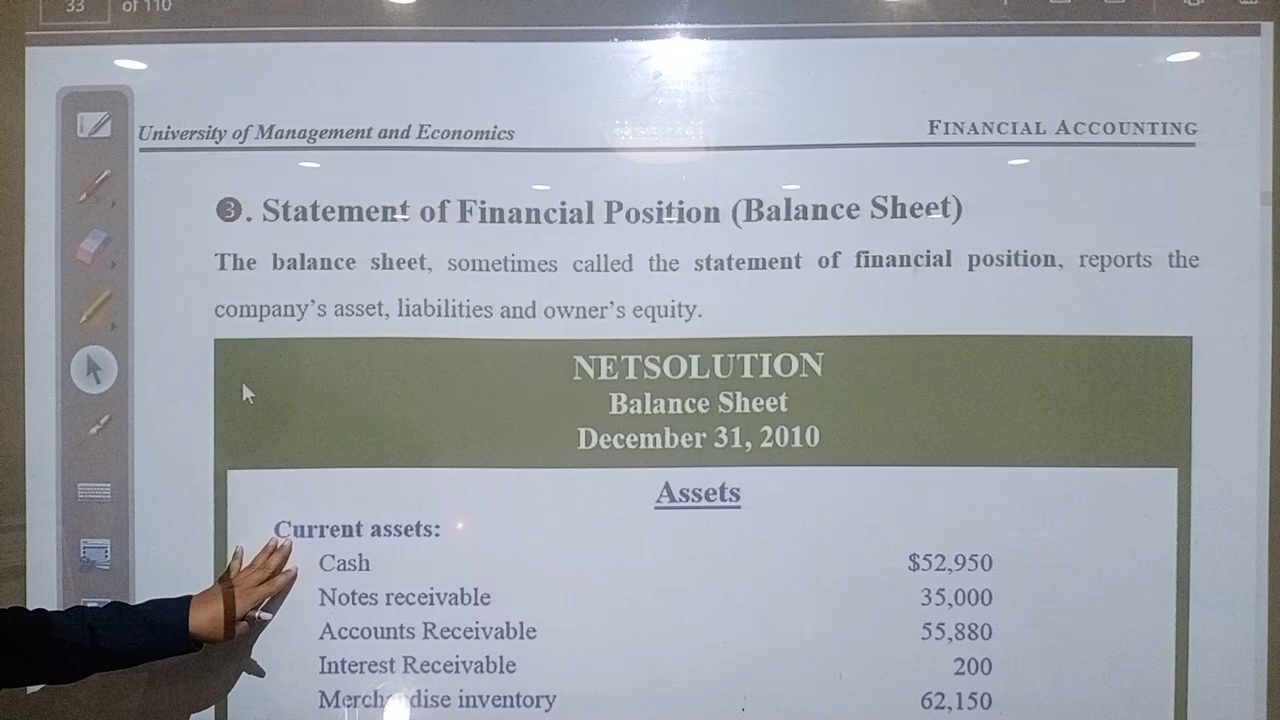 33 of 110
University of Management and Economics FINANCIAL ACCOUNTING
❸. Statement of Financial Position (Balance Sheet)
The balance sheet, sometimes called the statement of financial position, reports the
company's asset, liabilities and owner's equity.
NETSOLUTION
Balance Sheet
December 31, 2010
Assets
Current assets:
Cash $52,950
Notes receivable 35,000
Accounts Receivable 55,880
Interest Receivable 200
Merchandise inventory 62,150